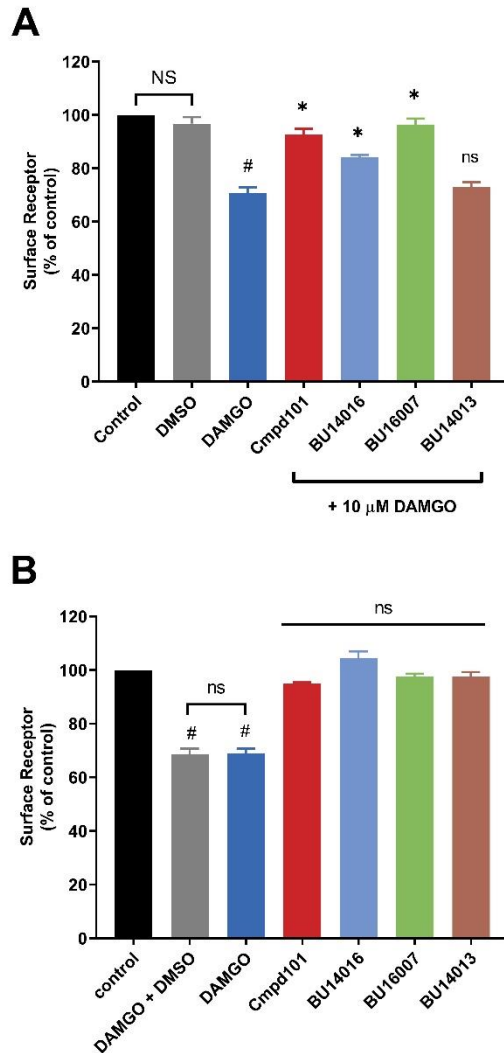 A
Surface Receptor
(% of control)
120
100
80
60
40
20
0
NS
#
*
*
*
ns
Control
DMSO
DAMGO
Cmpd101
BU14016
BU16007
BU14013
+ 10 μM DAMGO
B
Surface Receptor
(% of control)
120
100
80
60
40
20
0
ns
ns
#
#
control
DAMGO + DMSO
DAMGO
Cmpd101
BU14016
BU16007
BU14013